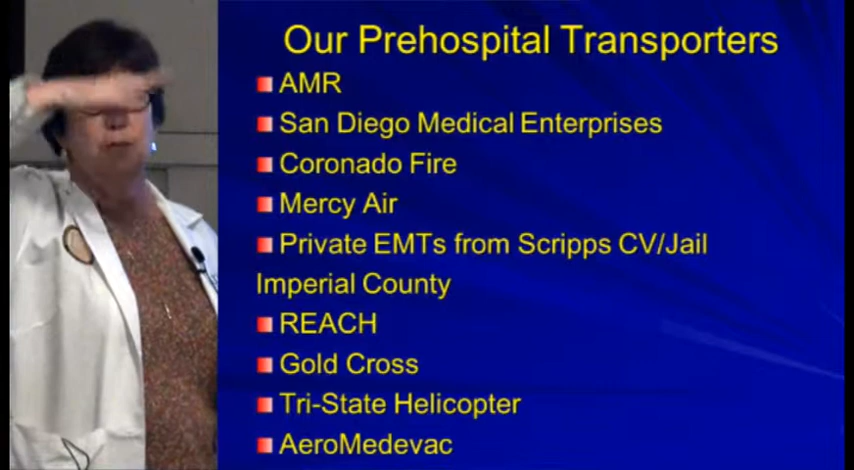 Our Prehospital Transporters
AMR
San Diego Medical Enterprises
Coronado Fire
Mercy Air
Private EMTs from Scripps CV/Jail
Imperial County
REACH
Gold Cross
Tri-State Helicopter
AeroMedevac